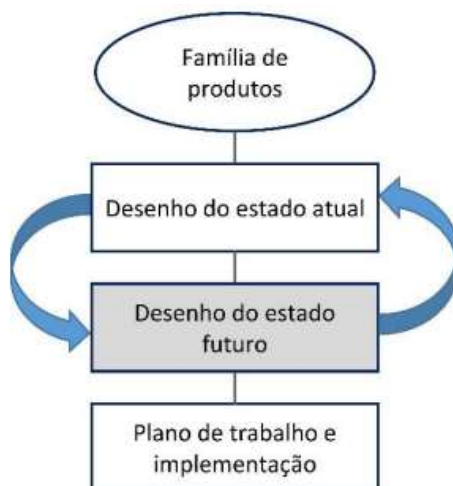 Família de
produtos
Desenho do estado atual
Desenho do estado
futuro
Plano de trabalho e
implementação